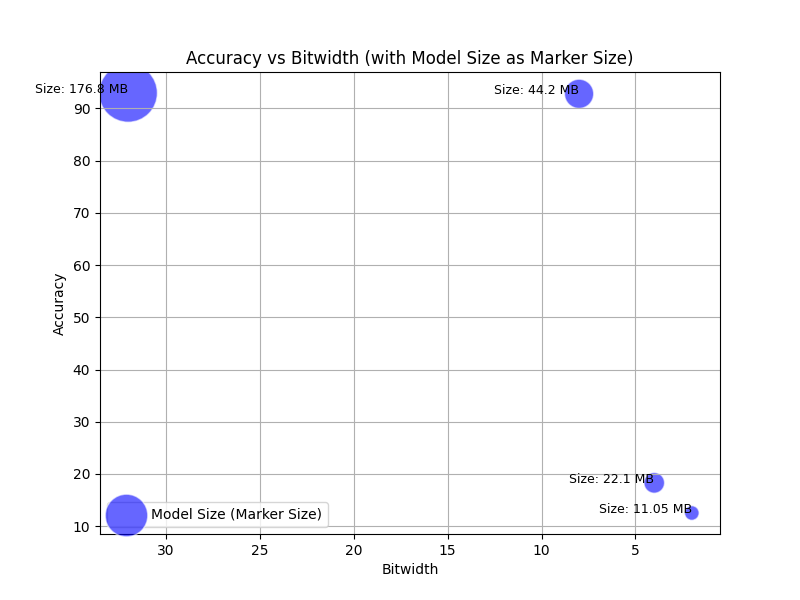 Accuracy vs Bitwidth (with Model Size as Marker Size)
Size: 176.8 MB
Size: 44.2 MB
90
80
70
60
50
40
30
20
10
Accuracy
Size: 22.1 MB
Size: 11.05 MB
Model Size (Marker Size)
30 25 20 15 10 5
Bitwidth